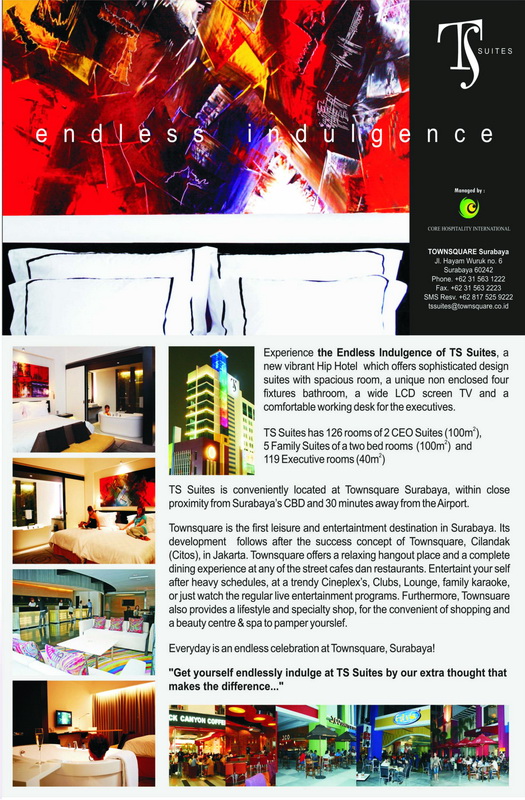 TS SUITES
endless indulgence
Managed by :
CORE HOSPITALITY INTERNATIONAL
TOWNSQUARE Surabaya
Jl. Hayam Wuruk no. 6
Surabaya 60242
Phone. +62 31 563 1222
Fax. +62 31 563 2223
SMS Resv. +62 817 525 9222
tssuites@townsquare.co.id
Experience the Endless Indulgence of TS Suites, a
new vibrant Hip Hotel which offers sophisticated design
suites with spacious room, a unique non enclosed four
fixtures bathroom, a wide LCD screen TV and a
comfortable working desk for the executives.
TS Suites has 126 rooms of 2 CEO Suites (100m²),
5 Family Suites of a two bed rooms (100m²) and
119 Executive rooms (40m²)
TS Suites is conveniently located at Townsquare Surabaya, within close
proximity from Surabaya's CBD and 30 minutes away from the Airport.
Townsquare is the first leisure and entertaintment destination in Surabaya. Its
development follows after the success concept of Townsquare, Cilandak
(Citos), in Jakarta. Townsquare offers a relaxing hangout place and a complete
dining experience at any of the street cafes dan restaurants. Entertaint your self
after heavy schedules, at a trendy Cineplex's, Clubs, Lounge, family karaoke,
or just watch the regular live entertainment programs. Furthermore, Townsuare
also provides a lifestyle and specialty shop, for the convenient of shopping and
a beauty centre & spa to pamper yourslef.
Everyday is an endless celebration at Townsquare, Surabaya!
"Get yourself endlessly indulge at TS Suites by our extra thought that
makes the difference..."
CK CANYON COFFE